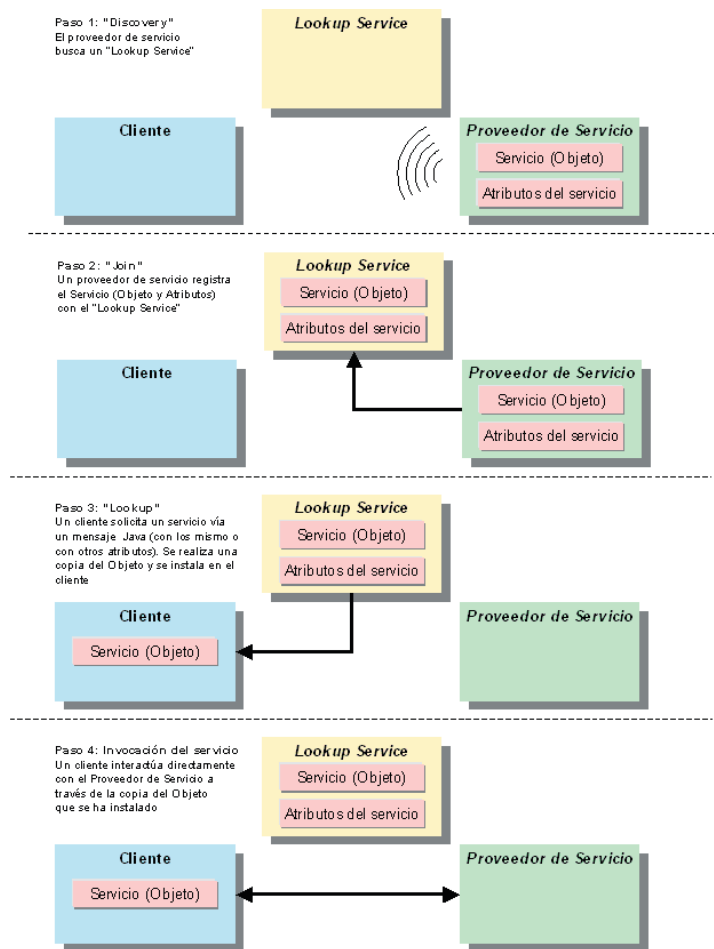 Paso 1: "Discovery"
El proveedor de servicio
busca un "Lookup Service"
Lookup Service
Cliente
Proveedor de Servicio
Servicio (Objeto)
Atributos del servicio
Paso 2: "Join"
Un proveedor de servicio registra
el Servicio (Objeto y Atributos)
con el "Lookup Service"
Lookup Service
Servicio (Objeto)
Atributos del servicio
Cliente
Proveedor de Servicio
Servicio (Objeto)
Atributos del servicio
Paso 3: "Lookup"
Un cliente solicita un servicio vía
un mensaje Java (con los mismo o
con otros atributos). Se realiza una
copia del Objeto y se instala en el
cliente
Lookup Service
Servicio (Objeto)
Atributos del servicio
Cliente
Servicio (Objeto)
Proveedor de Servicio
Paso 4: Invocación del servicio
Un cliente interactúa directamente
con el Proveedor de Servicio a
través de la copia del Objeto
que se ha instalado
Lookup Service
Servicio (Objeto)
Atributos del servicio
Cliente
Servicio (Objeto)
Proveedor de Servicio